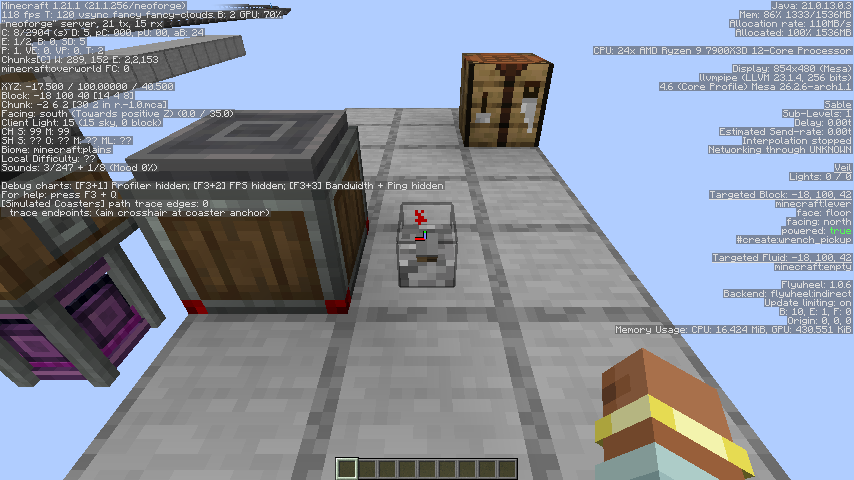 Minecraft 1.21.1 (21.1.213/neoforge)
118 fps T: 120 vsync fancy fancy-clouds B: 2 GPU: 70%
"neoforge" server, 21 tx, 15 rx
C: 8/2904 (s) D: 5, pC: 000, pU: 00, aB: 24
E: 1/2, B: 0, SD: 5
P: 1. VE: 0. VP: 0. T: 2
Chunks[C] W: 289, 152 E: 2,2,153
minecraft:overworld FC: 0
XYZ: -17.500 / 100.00000 / 40.500
Block: -18 100 40 [14 4 8]
Chunk: -2 6 2 [30 2 in r.-1.0.mca]
Facing: south (Towards positive Z) (0.0 / 35.0)
Client Light: 15 (15 sky, 0 block)
CH S: 99 M: 99
SH S: ?? O: ?? M: ?? ML: ??
Biome: minecraft:plains
Local Difficulty: ??
Sounds: 3/247 + 1/8 (Mood 0%)
Debug charts: [F3+1] Profiler hidden; [F3+2] FPS hidden; [F3+3] Bandwidth + Ping hidden
For help: press F3 + Q
[Simulated Coasters] path trace edges: 0
trace endpoints: (aim crosshair at coaster anchor)
Java: 21.0.13.0.3
Mem: 86% 1333/1536MB
Allocation rate: 110MB/s
Allocated: 100% 1536MB
CPU: 24x AMD Ryzen 9 7900X3D 12-Core Processor
Display: 854x480 (Mesa)
llvmpipe (LLVM 23.1.4, 256 bits)
4.6 (Core Profile) Mesa 26.2.6-arch1.1
Sable
Sub-Levels: 1
Delay: 0.00t
Estimated Send-rate: 0.00t
Interpolation stopped
Networking through UNKNOWN
Veil
Lights: 0 / 0
Targeted Block: -18, 100, 42
minecraft:lever
face: floor
facing: north
powered: true
#create:wrench_pickup
Targeted Fluid: -18, 100, 42
minecraft:empty
Flywheel: 1.0.6
Backend: flywheel:indirect
Update limiting: on
B: 10, E: 1, F: 0
Origin: 0, 0, 0
Memory Usage: CPU: 16.424 MiB, GPU: 430.551 KiB